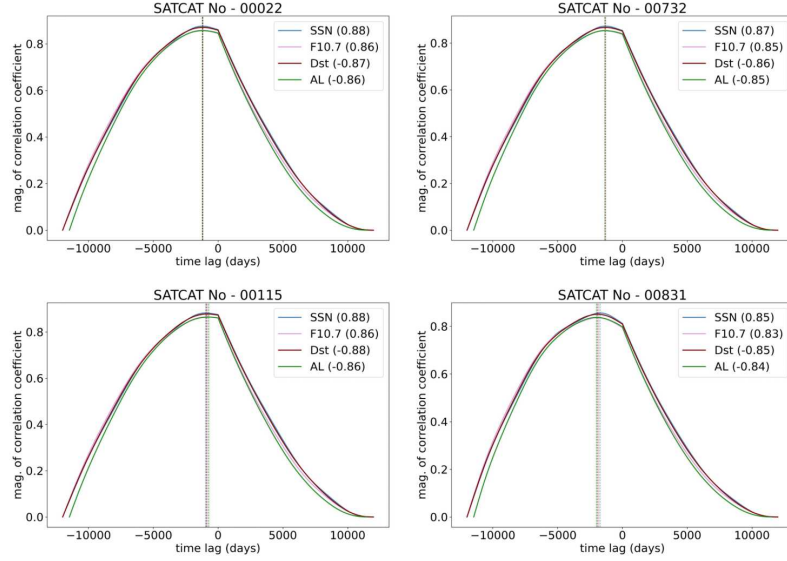 SATCAT No - 00022
mag. of correlation coefficient
0.8
0.6
0.4
0.2
0.0
SSN (0.88)
F10.7 (0.86)
Dst (-0.87)
AL (-0.86)
−10000 −5000 0 5000 10000
time lag (days)
SATCAT No - 00732
mag. of correlation coefficient
0.8
0.6
0.4
0.2
0.0
SSN (0.87)
F10.7 (0.85)
Dst (-0.86)
AL (-0.85)
−10000 −5000 0 5000 10000
time lag (days)
SATCAT No - 00115
mag. of correlation coefficient
0.8
0.6
0.4
0.2
0.0
SSN (0.88)
F10.7 (0.86)
Dst (-0.88)
AL (-0.86)
−10000 −5000 0 5000 10000
time lag (days)
SATCAT No - 00831
mag. of correlation coefficient
0.8
0.6
0.4
0.2
0.0
SSN (0.85)
F10.7 (0.83)
Dst (-0.85)
AL (-0.84)
−10000 −5000 0 5000 10000
time lag (days)